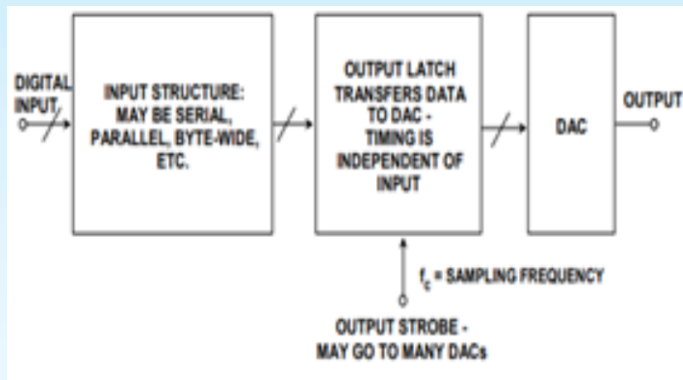 DIGITAL
INPUT
INPUT STRUCTURE:
MAY BE SERIAL,
PARALLEL, BYTE-WIDE,
ETC.
OUTPUT LATCH
TRANSFERS DATA
TO DAC -
TIMING IS
INDEPENDENT OF
INPUT
DAC
OUTPUT
fc = SAMPLING FREQUENCY
OUTPUT STROBE -
MAY GO TO MANY DACs